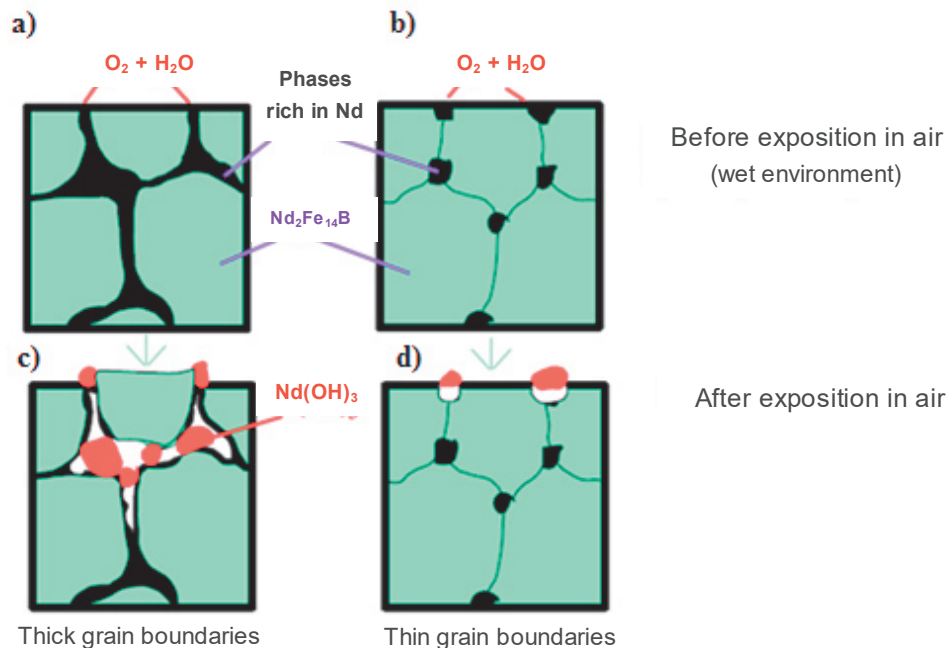 a)
b)
O₂ + H₂O
O₂ + H₂O
Phases
rich in Nd
Before exposition in air
(wet environment)
Nd₂Fe₁₄B
c)
d)
Nd(OH)₃
After exposition in air
Thick grain boundaries
Thin grain boundaries